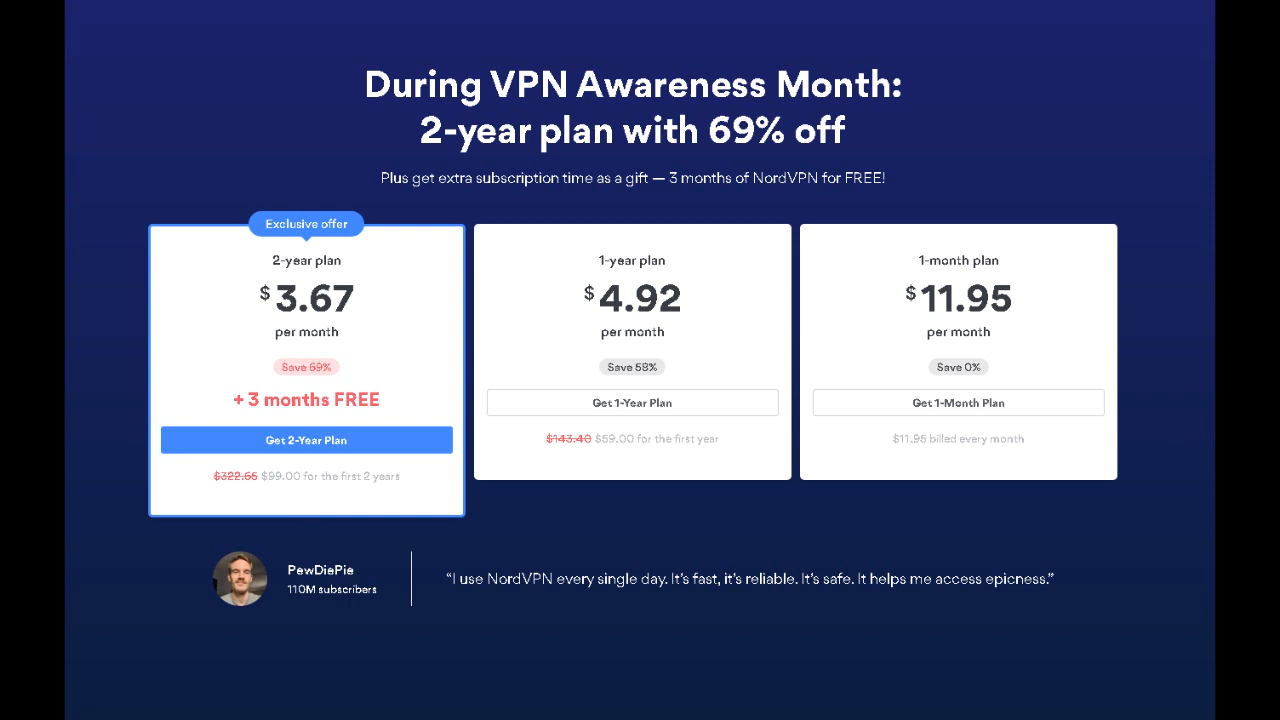 During VPN Awareness Month:
2-year plan with 69% off
Plus get extra subscription time as a gift — 3 months of NordVPN for FREE!
Exclusive offer
2-year plan
$3.67
per month
Save 69%
+ 3 months FREE
Get 2-Year Plan
$322.65 $99.00 for the first 2 years
1-year plan
$4.92
per month
Save 58%
Get 1-Year Plan
$143.40 $59.00 for the first year
1-month plan
$11.95
per month
Save 0%
Get 1-Month Plan
$11.95 billed every month
PewDiePie
110M subscribers
“I use NordVPN every single day. It’s fast, it’s reliable. It’s safe. It helps me access epicness.”